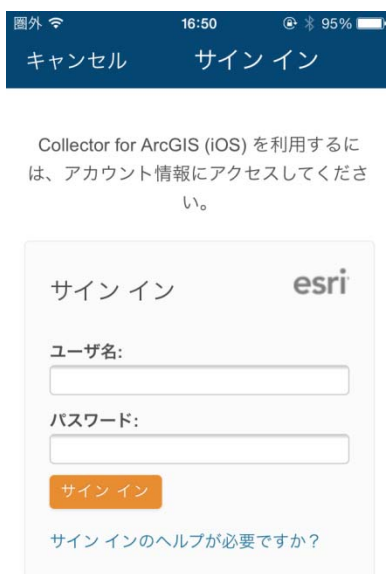 圏外 16:50 95%
キャンセル サイン イン
Collector for ArcGIS (iOS) を利用するに
は、アカウント情報にアクセスしてくださ
い。
サイン イン esri
ユーザ名:
パスワード:
サイン イン
サイン インのヘルプが必要ですか？